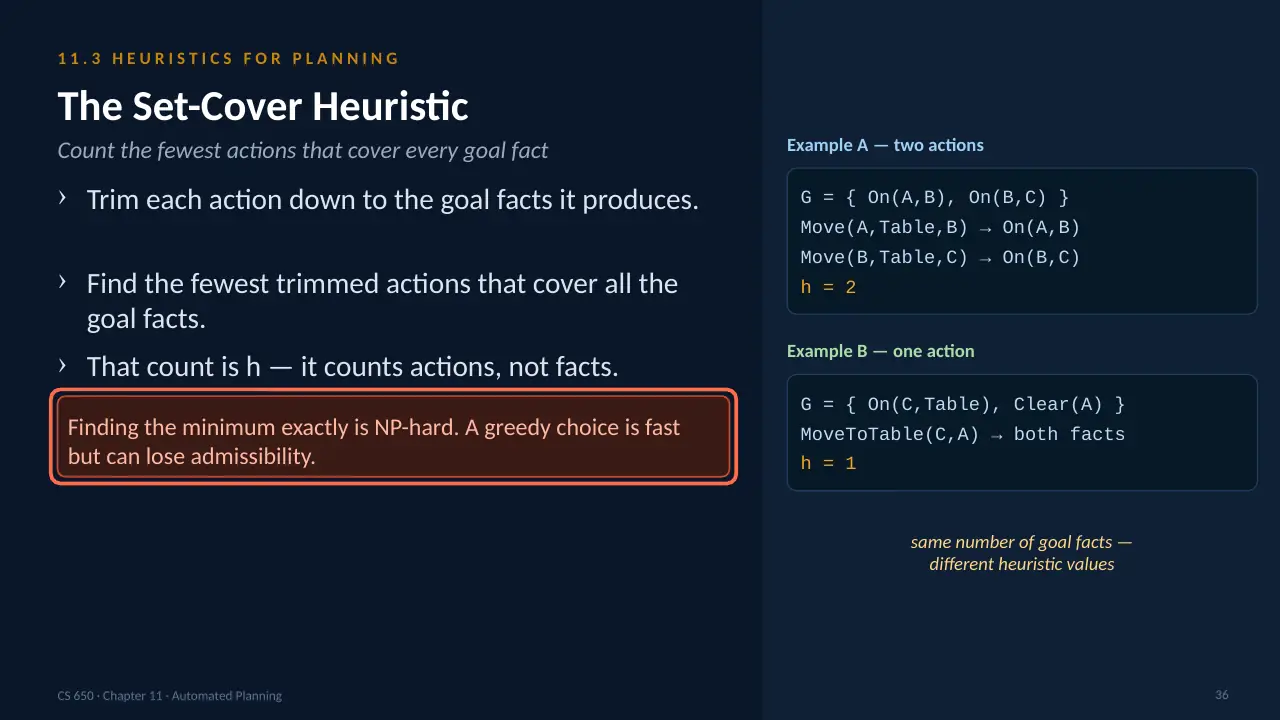 11.3 HEURISTICS FOR PLANNING
The Set-Cover Heuristic
Count the fewest actions that cover every goal fact
› Trim each action down to the goal facts it produces.
› Find the fewest trimmed actions that cover all the
goal facts.
› That count is h — it counts actions, not facts.
Finding the minimum exactly is NP-hard. A greedy choice is fast
but can lose admissibility.
Example A — two actions
G = { On(A,B), On(B,C) }
Move(A,Table,B) → On(A,B)
Move(B,Table,C) → On(B,C)
h = 2
Example B — one action
G = { On(C,Table), Clear(A) }
MoveToTable(C,A) → both facts
h = 1
same number of goal facts —
different heuristic values
CS 650 · Chapter 11 · Automated Planning
36